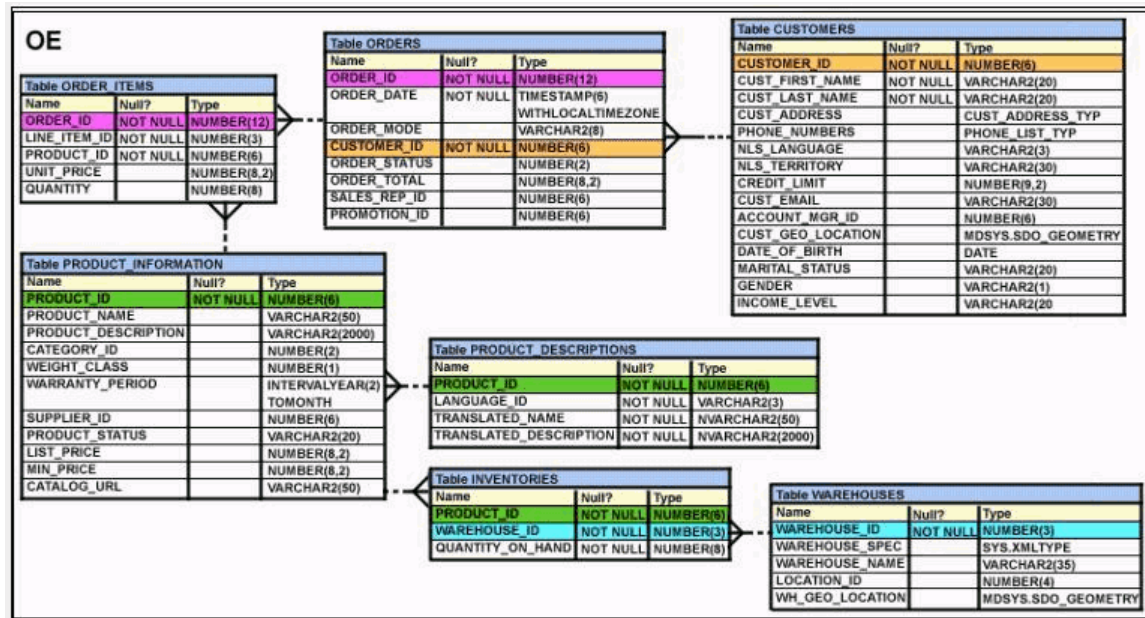 OE
Table ORDER_ITEMS
Name Null? Type
ORDER_ID NOT NULL NUMBER(12)
LINE_ITEM_ID NOT NULL NUMBER(3)
PRODUCT_ID NOT NULL NUMBER(6)
UNIT_PRICE NUMBER(8,2)
QUANTITY NUMBER(8)
Table ORDERS
Name Null? Type
ORDER_ID NOT NULL NUMBER(12)
ORDER_DATE NOT NULL TIMESTAMP(6)
WITHLOCALTIMEZONE
ORDER_MODE VARCHAR2(8)
CUSTOMER_ID NOT NULL NUMBER(6)
ORDER_STATUS NUMBER(2)
ORDER_TOTAL NUMBER(8,2)
SALES_REP_ID NUMBER(6)
PROMOTION_ID NUMBER(6)
Table CUSTOMERS
Name Null? Type
CUSTOMER_ID NOT NULL NUMBER(6)
CUST_FIRST_NAME NOT NULL VARCHAR2(20)
CUST_LAST_NAME NOT NULL VARCHAR2(20)
CUST_ADDRESS CUST_ADDRESS_TYP
PHONE_NUMBERS PHONE_LIST_TYP
NLS_LANGUAGE VARCHAR2(3)
NLS_TERRITORY VARCHAR2(30)
CREDIT_LIMIT NUMBER(9,2)
CUST_EMAIL VARCHAR2(30)
ACCOUNT_MGR_ID NUMBER(6)
CUST_GEO_LOCATION MDSYS.SDO_GEOMETRY
DATE_OF_BIRTH DATE
MARITAL_STATUS VARCHAR2(20)
GENDER VARCHAR2(1)
INCOME_LEVEL VARCHAR2(20
Table PRODUCT_INFORMATION
Name Null? Type
PRODUCT_ID NOT NULL NUMBER(6)
PRODUCT_NAME VARCHAR2(50)
PRODUCT_DESCRIPTION VARCHAR2(2000)
CATEGORY_ID NUMBER(2)
WEIGHT_CLASS NUMBER(1)
WARRANTY_PERIOD INTERVALYEAR(2)
TOMONTH
SUPPLIER_ID NUMBER(6)
PRODUCT_STATUS VARCHAR2(20)
LIST_PRICE NUMBER(8,2)
MIN_PRICE NUMBER(8,2)
CATALOG_URL VARCHAR2(50)
Table PRODUCT_DESCRIPTIONS
Name Null? Type
PRODUCT_ID NOT NULL NUMBER(6)
LANGUAGE_ID NOT NULL VARCHAR2(3)
TRANSLATED_NAME NOT NULL NVARCHAR2(50)
TRANSLATED_DESCRIPTION NOT NULL NVARCHAR2(2000)
Table INVENTORIES
Name Null? Type
PRODUCT_ID NOT NULL NUMBER(6)
WAREHOUSE_ID NOT NULL NUMBER(3)
QUANTITY_ON_HAND NOT NULL NUMBER(8)
Table WAREHOUSES
Name Null? Type
WAREHOUSE_ID NOT NULL NUMBER(3)
WAREHOUSE_SPEC SYS.XMLTYPE
WAREHOUSE_NAME VARCHAR2(35)
LOCATION_ID NUMBER(4)
WH_GEO_LOCATION MDSYS.SDO_GEOMETRY